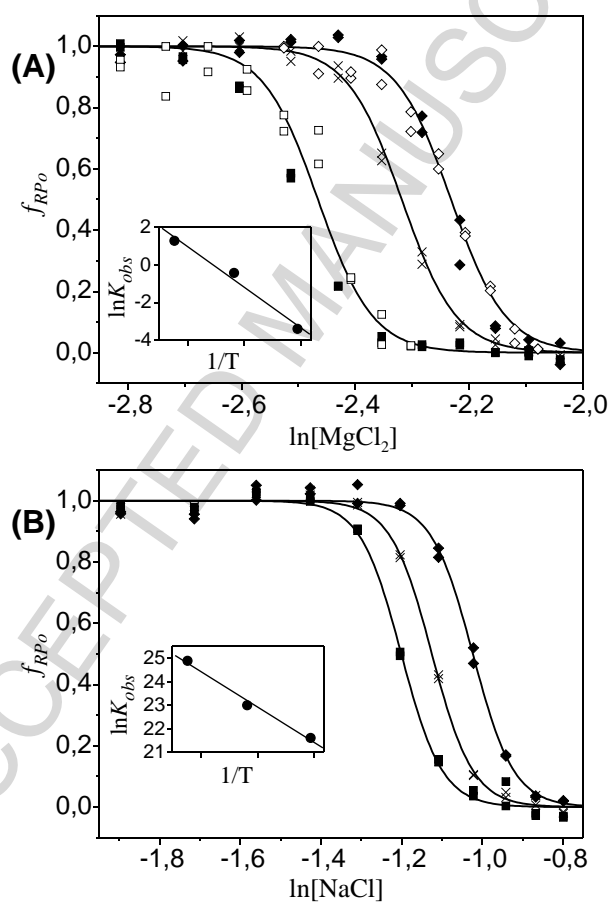 (A)
f_RPo
1,0
0,8
0,6
0,4
0,2
0,0
lnK_obs
2
0
-2
-4
1/T
-2,8
-2,6
-2,4
-2,2
-2,0
ln[MgCl₂]
(B)
f_RPo
1,0
0,8
0,6
0,4
0,2
0,0
lnK_obs
25
24
23
22
21
1/T
-1,8
-1,6
-1,4
-1,2
-1,0
-0,8
ln[NaCl]
CCEPTED MANUSC